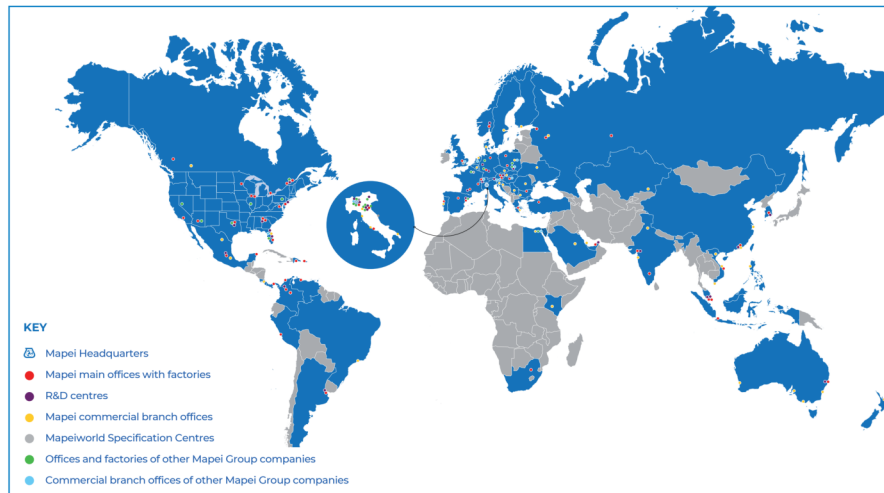 KEY
Mapei Headquarters
Mapei main offices with factories
R&D centres
Mapei commercial branch offices
Mapeiworld Specification Centres
Offices and factories of other Mapei Group companies
Commercial branch offices of other Mapei Group companies